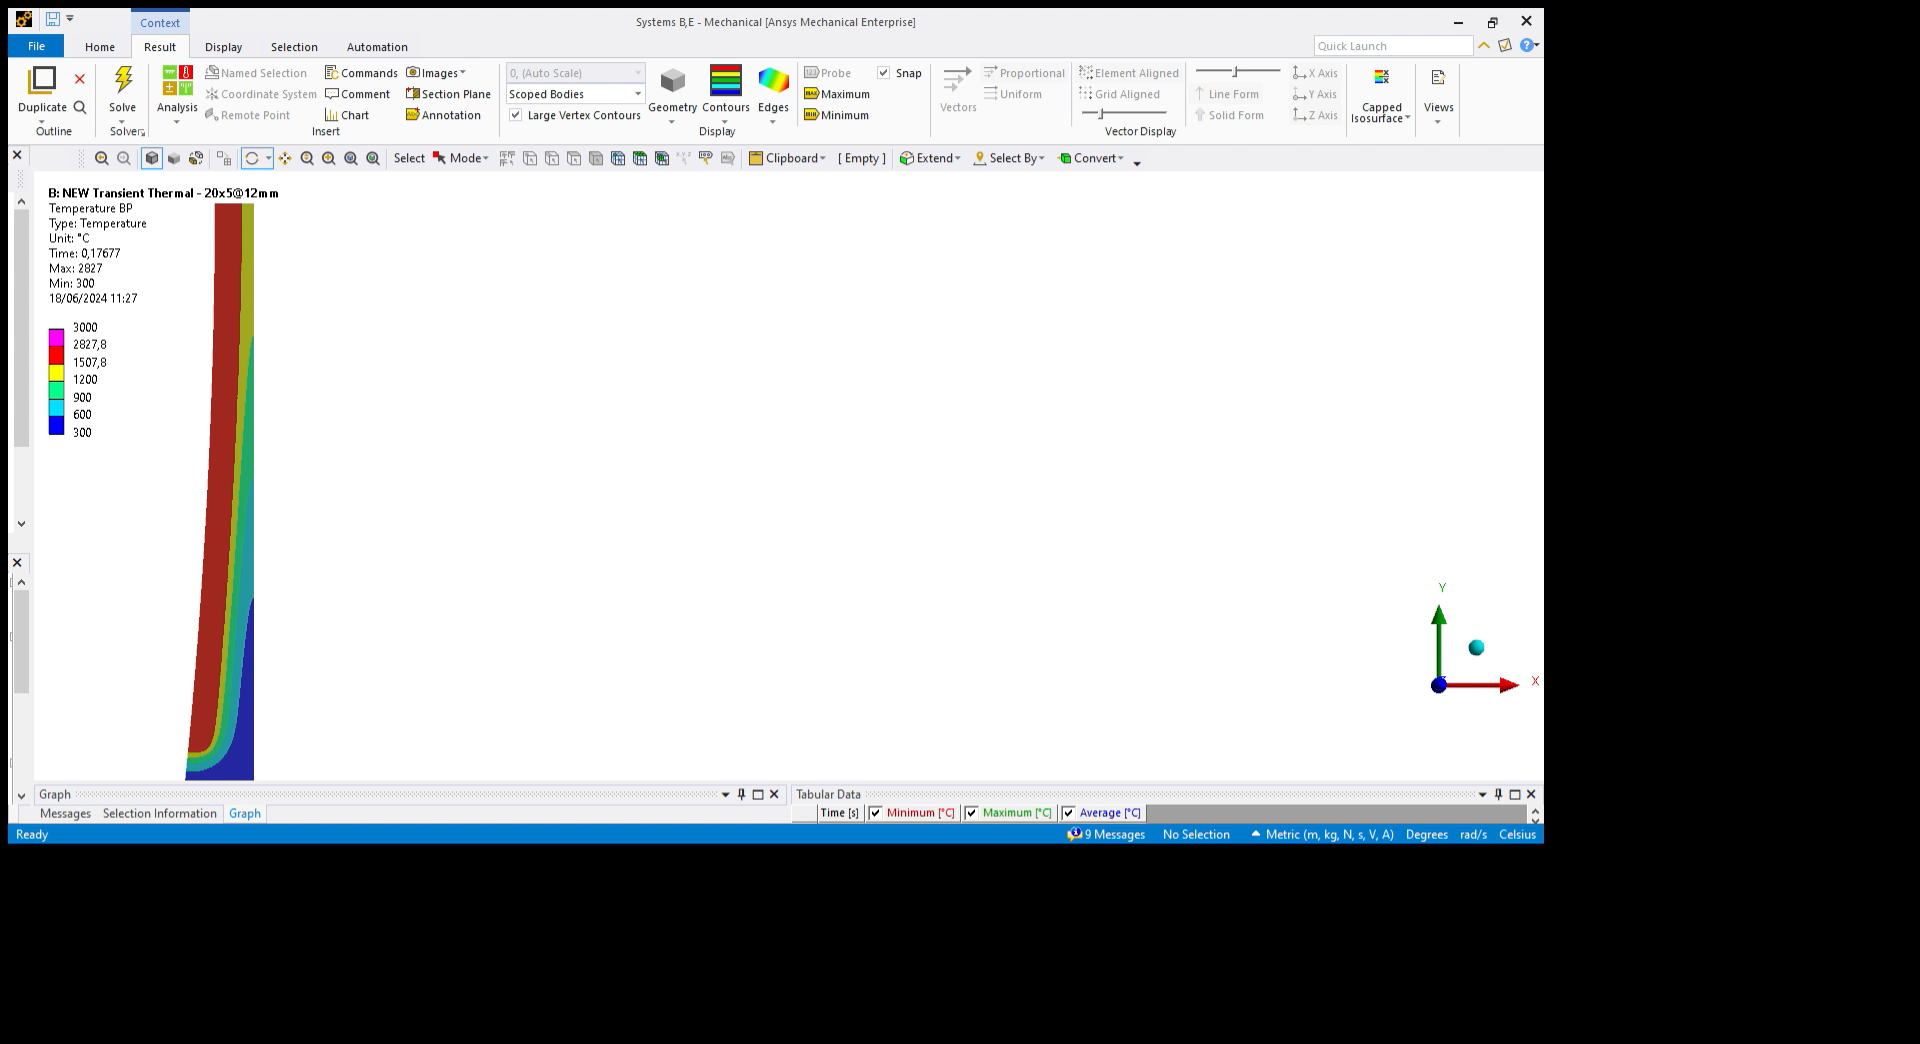 Context
Systems B,E - Mechanical [Ansys Mechanical Enterprise]
File Home Result Display Selection Automation
Quick Launch
Duplicate
Outline
Solve
Solver
Analysis
Named Selection
Coordinate System
Remote Point
Commands
Comment
Chart
Images
Section Plane
Annotation
Insert
0, (Auto Scale)
Scoped Bodies
Large Vertex Contours
Geometry
Contours
Edges
Display
Probe
Maximum
Minimum
Snap
Vectors
Proportional
Uniform
Element Aligned
Grid Aligned
Line Form
Solid Form
X Axis
Y Axis
Z Axis
Vector Display
Capped
Isosurface
Views
Select Mode Clipboard [ Empty ] Extend Select By Convert
B: NEW Transient Thermal - 20x5@12mm
Temperature BP
Type: Temperature
Unit: °C
Time: 0,17677
Max: 2827
Min: 300
18/06/2024 11:27
3000
2827,8
1507,8
1200
900
600
300
Y
X
Graph
Tabular Data
Messages Selection Information Graph
Time [s] Minimum [°C] Maximum [°C] Average [°C]
Ready
9 Messages No Selection Metric (m, kg, N, s, V, A) Degrees rad/s Celsius